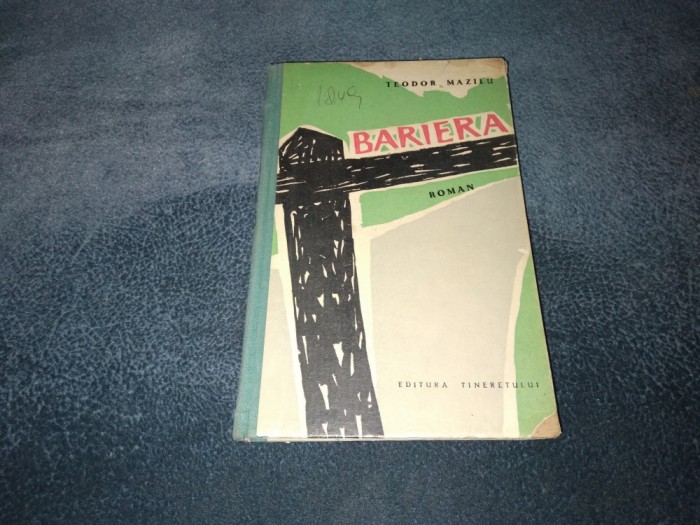 TEODOR MAZILU
BARIERA
ROMAN
EDITURA TINERETULUI